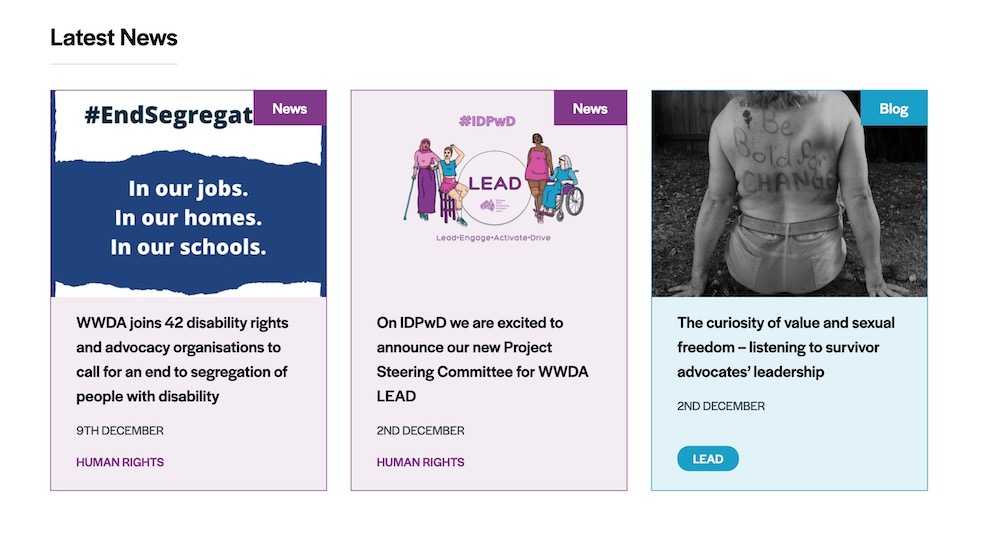 Latest News
#EndSegregat
News
In our jobs.
In our homes.
In our schools.
WWDA joins 42 disability rights
and advocacy organisations to
call for an end to segregation of
people with disability
9TH DECEMBER
HUMAN RIGHTS
News
#IDPwD
LEAD
Lead•Engage•Activate•Drive
On IDPwD we are excited to
announce our new Project
Steering Committee for WWDA
LEAD
2ND DECEMBER
HUMAN RIGHTS
Blog
Be
Bold for
CHANGE
The curiosity of value and sexual
freedom – listening to survivor
advocates’ leadership
2ND DECEMBER
LEAD